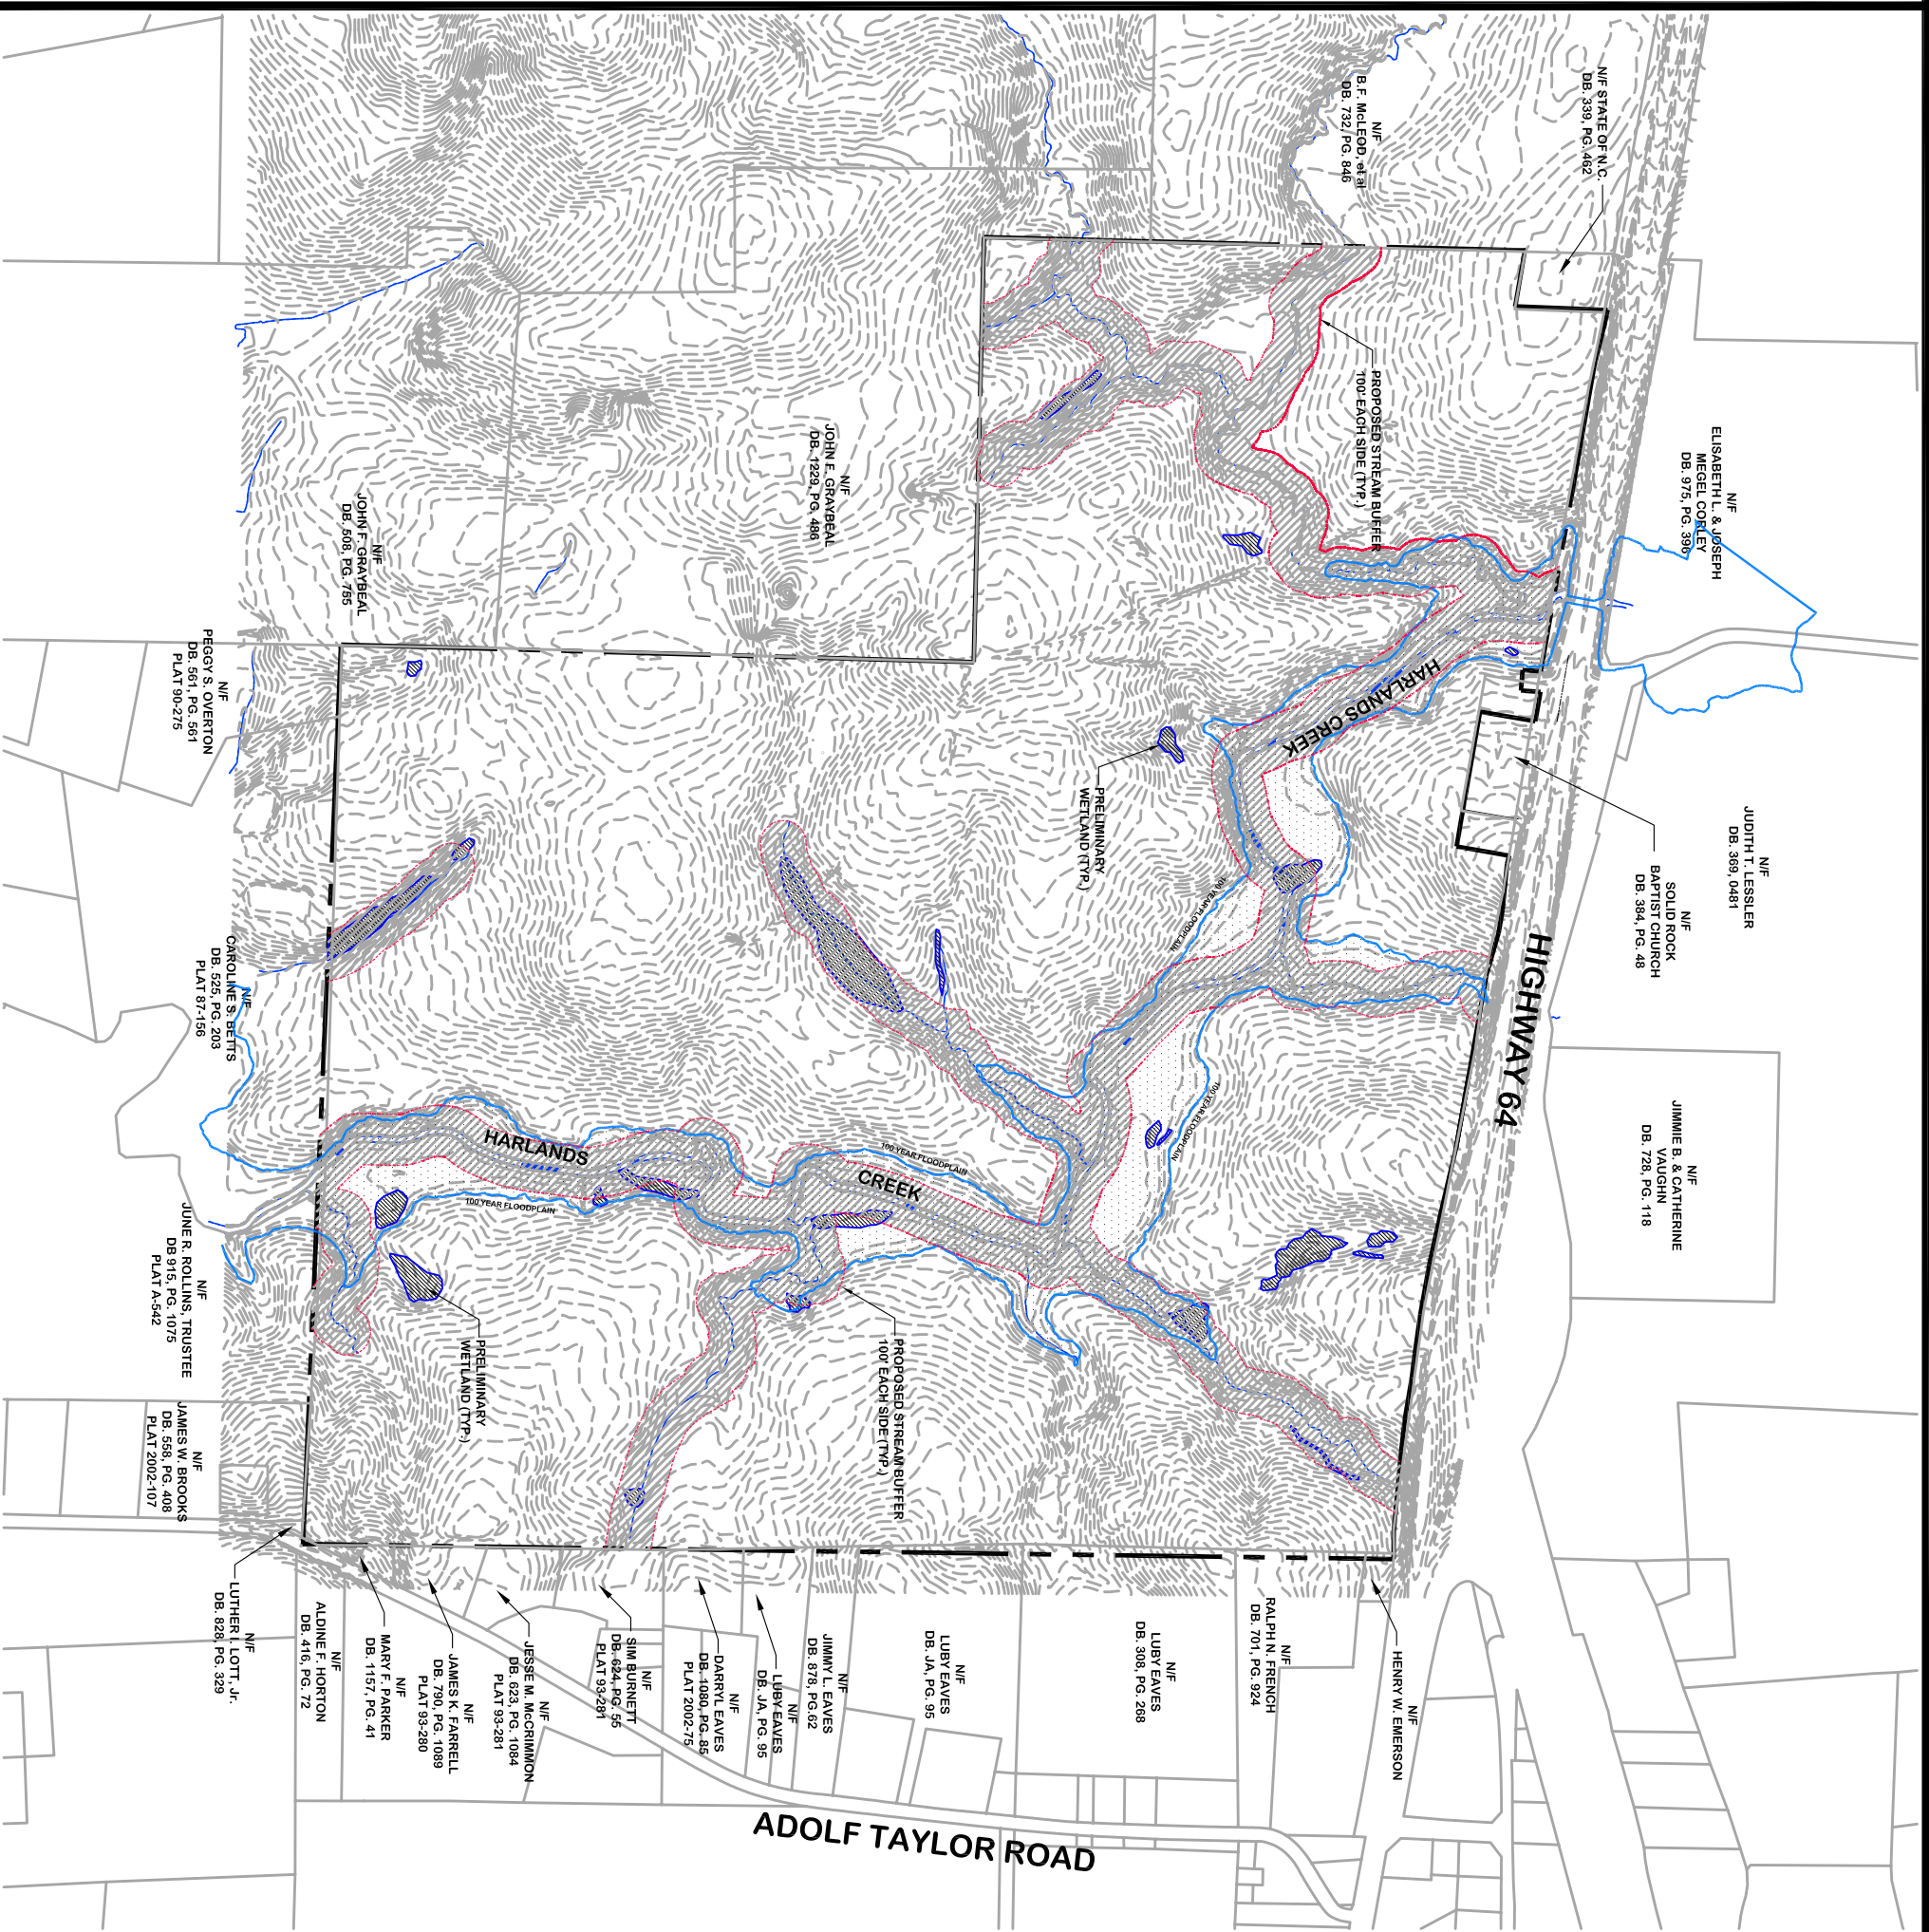 N/F STATE OF N.C.
DB. 339, PG. 462
N/F
B.F. McLEOD, et al
DB. 732, PG. 846
PROPOSED STREAM BUFFER
100' EACH SIDE (TYP.)
N/F
ELISABETH L. & JOSEPH
MEGEL CORLEY
DB. 975, PG. 396
N/F
JOHN F. GRAYBEAL
DB. 1229, PG. 486
N/F
JOHN F. GRAYBEAL
DB. 508, PG. 755
HARLANDS CREEK
N/F
PEGGY S. OVERTON
DB. 561, PG. 561
PLAT 90-275
PRELIMINARY
WETLAND (TYP.)
N/F
JUDITH T. LESSLER
DB. 369, 0481
N/F
SOLID ROCK
BAPTIST CHURCH
DB. 384, PG. 48
HIGHWAY 64
100 YEAR FLOODPLAIN
N/F
CAROLINE S. BETTS
DB. 525, PG. 203
PLAT 87-156
100 YEAR FLOODPLAIN
N/F
JIMMIE B. & CATHERINE
VAUGHN
DB. 728, PG. 118
HARLANDS
CREEK
100 YEAR FLOODPLAIN
100 YEAR FLOODPLAIN
N/F
JUNE R. ROLLINS, TRUSTEE
DB 915, PG. 1075
PLAT A-542
PRELIMINARY
WETLAND (TYP.)
PROPOSED STREAM BUFFER
100' EACH SIDE (TYP.)
N/F
JAMES W. BROOKS
DB. 558, PG. 408
PLAT 2002-107
N/F
LUTHER I. LOTT, Jr.
DB. 828, PG. 329
N/F
ALDINE F. HORTON
DB. 416, PG. 72
N/F
MARY F. PARKER
DB. 1157, PG. 41
N/F
JAMES K. FARRELL
DB. 790, PG. 1089
PLAT 93-280
N/F
JESSE M. McCRIMMON
DB. 623, PG. 1084
PLAT 93-281
N/F
SIM BURNETT
DB. 624, PG. 55
PLAT 93-281
N/F
DARRYL EAVES
DB. 1080, PG. 85
PLAT 2002-75
N/F
LUBY EAVES
DB. JA, PG. 95
N/F
JIMMY L. EAVES
DB. 878, PG.62
N/F
LUBY EAVES
DB. JA, PG. 95
N/F
LUBY EAVES
DB. 308, PG. 268
N/F
RALPH N. FRENCH
DB. 701, PG. 924
N/F
HENRY W. EMERSON
ADOLF TAYLOR ROAD